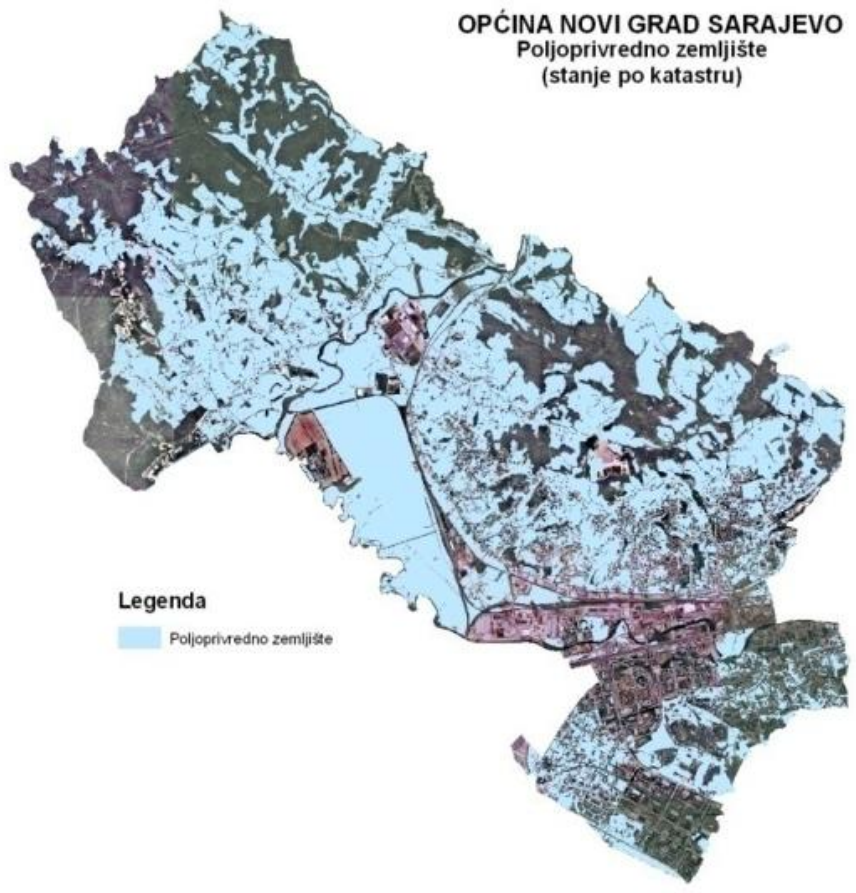 OPĆINA NOVI GRAD SARAJEVO
Poljoprivredno zemljište
(stanje po katastru)
Legenda
Poljoprivredno zemljište